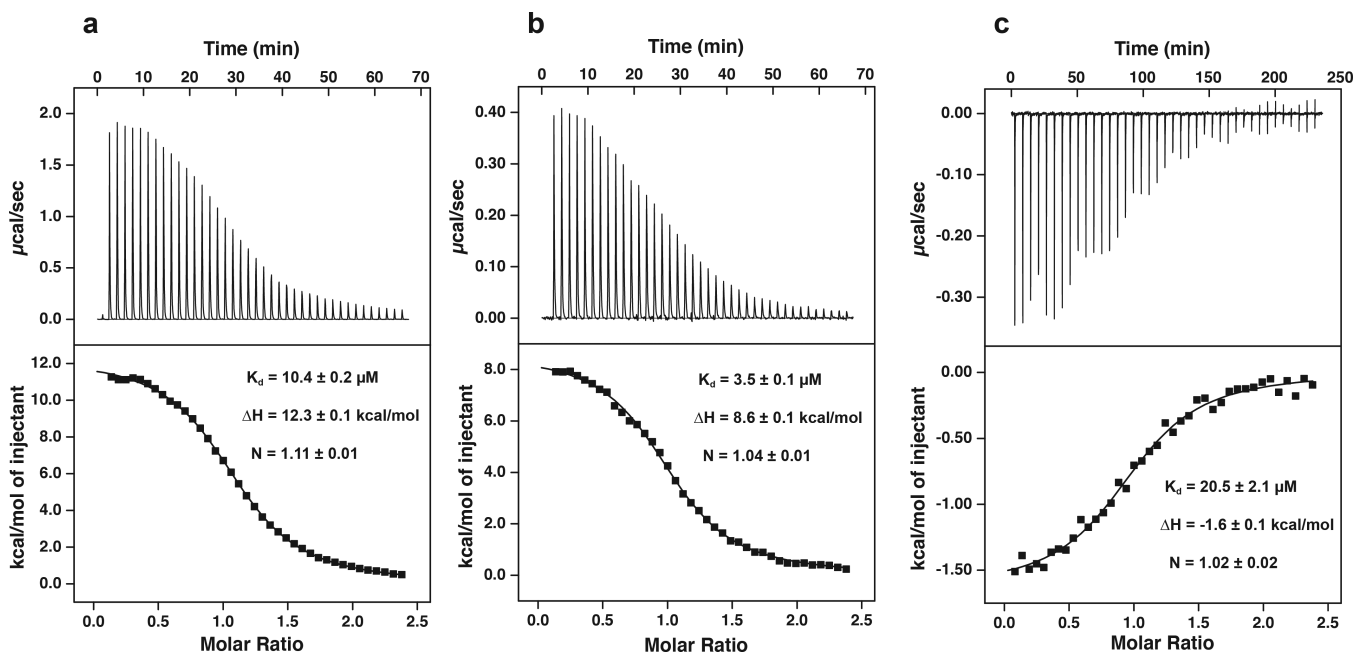 a
Time (min)
0 10 20 30 40 50 60 70
2.0
1.5
1.0
0.5
0.0
µcal/sec
12.0
10.0
8.0
6.0
4.0
2.0
0.0
kcal/mol of injectant
Kd = 10.4 ± 0.2 µM
ΔH = 12.3 ± 0.1 kcal/mol
N = 1.11 ± 0.01
0.0 0.5 1.0 1.5 2.0 2.5
Molar Ratio
b
Time (min)
0 10 20 30 40 50 60 70
0.40
0.30
0.20
0.10
0.00
µcal/sec
8.0
6.0
4.0
2.0
0.0
kcal/mol of injectant
Kd = 3.5 ± 0.1 µM
ΔH = 8.6 ± 0.1 kcal/mol
N = 1.04 ± 0.01
0.0 0.5 1.0 1.5 2.0 2.5
Molar Ratio
c
Time (min)
0 50 100 150 200 250
0.00
-0.10
-0.20
-0.30
µcal/sec
0.00
-0.50
-1.00
-1.50
kcal/mol of injectant
Kd = 20.5 ± 2.1 µM
ΔH = -1.6 ± 0.1 kcal/mol
N = 1.02 ± 0.02
0.0 0.5 1.0 1.5 2.0 2.5
Molar Ratio